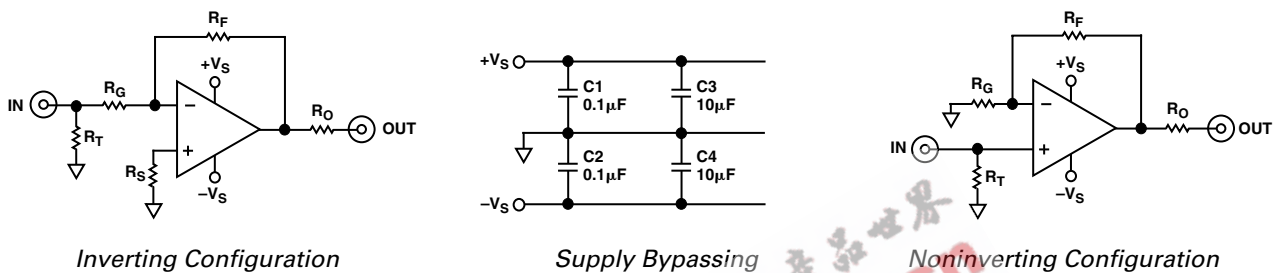 R_F
+V_S
R_G
IN
R_T
R_S
−
+
−V_S
R_O
OUT
Inverting Configuration
+V_S
C1
0.1µF
C3
10µF
C2
0.1µF
C4
10µF
−V_S
Supply Bypassing
R_F
+V_S
R_G
−
IN
+
R_T
−V_S
R_O
OUT
Noninverting Configuration